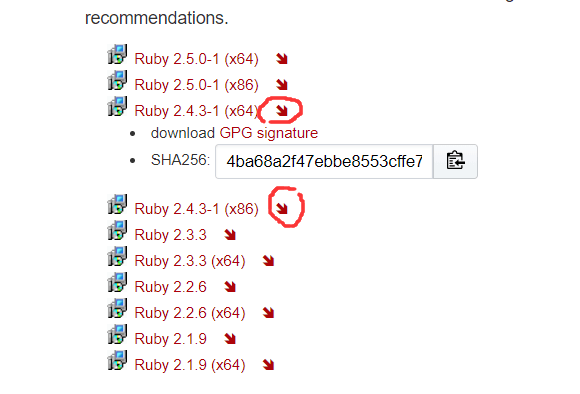 recommendations.
Ruby 2.5.0-1 (x64)
Ruby 2.5.0-1 (x86)
Ruby 2.4.3-1 (x64)
download GPG signature
SHA256: 4ba68a2f47ebbe8553cffe7
Ruby 2.4.3-1 (x86)
Ruby 2.3.3
Ruby 2.3.3 (x64)
Ruby 2.2.6
Ruby 2.2.6 (x64)
Ruby 2.1.9
Ruby 2.1.9 (x64)